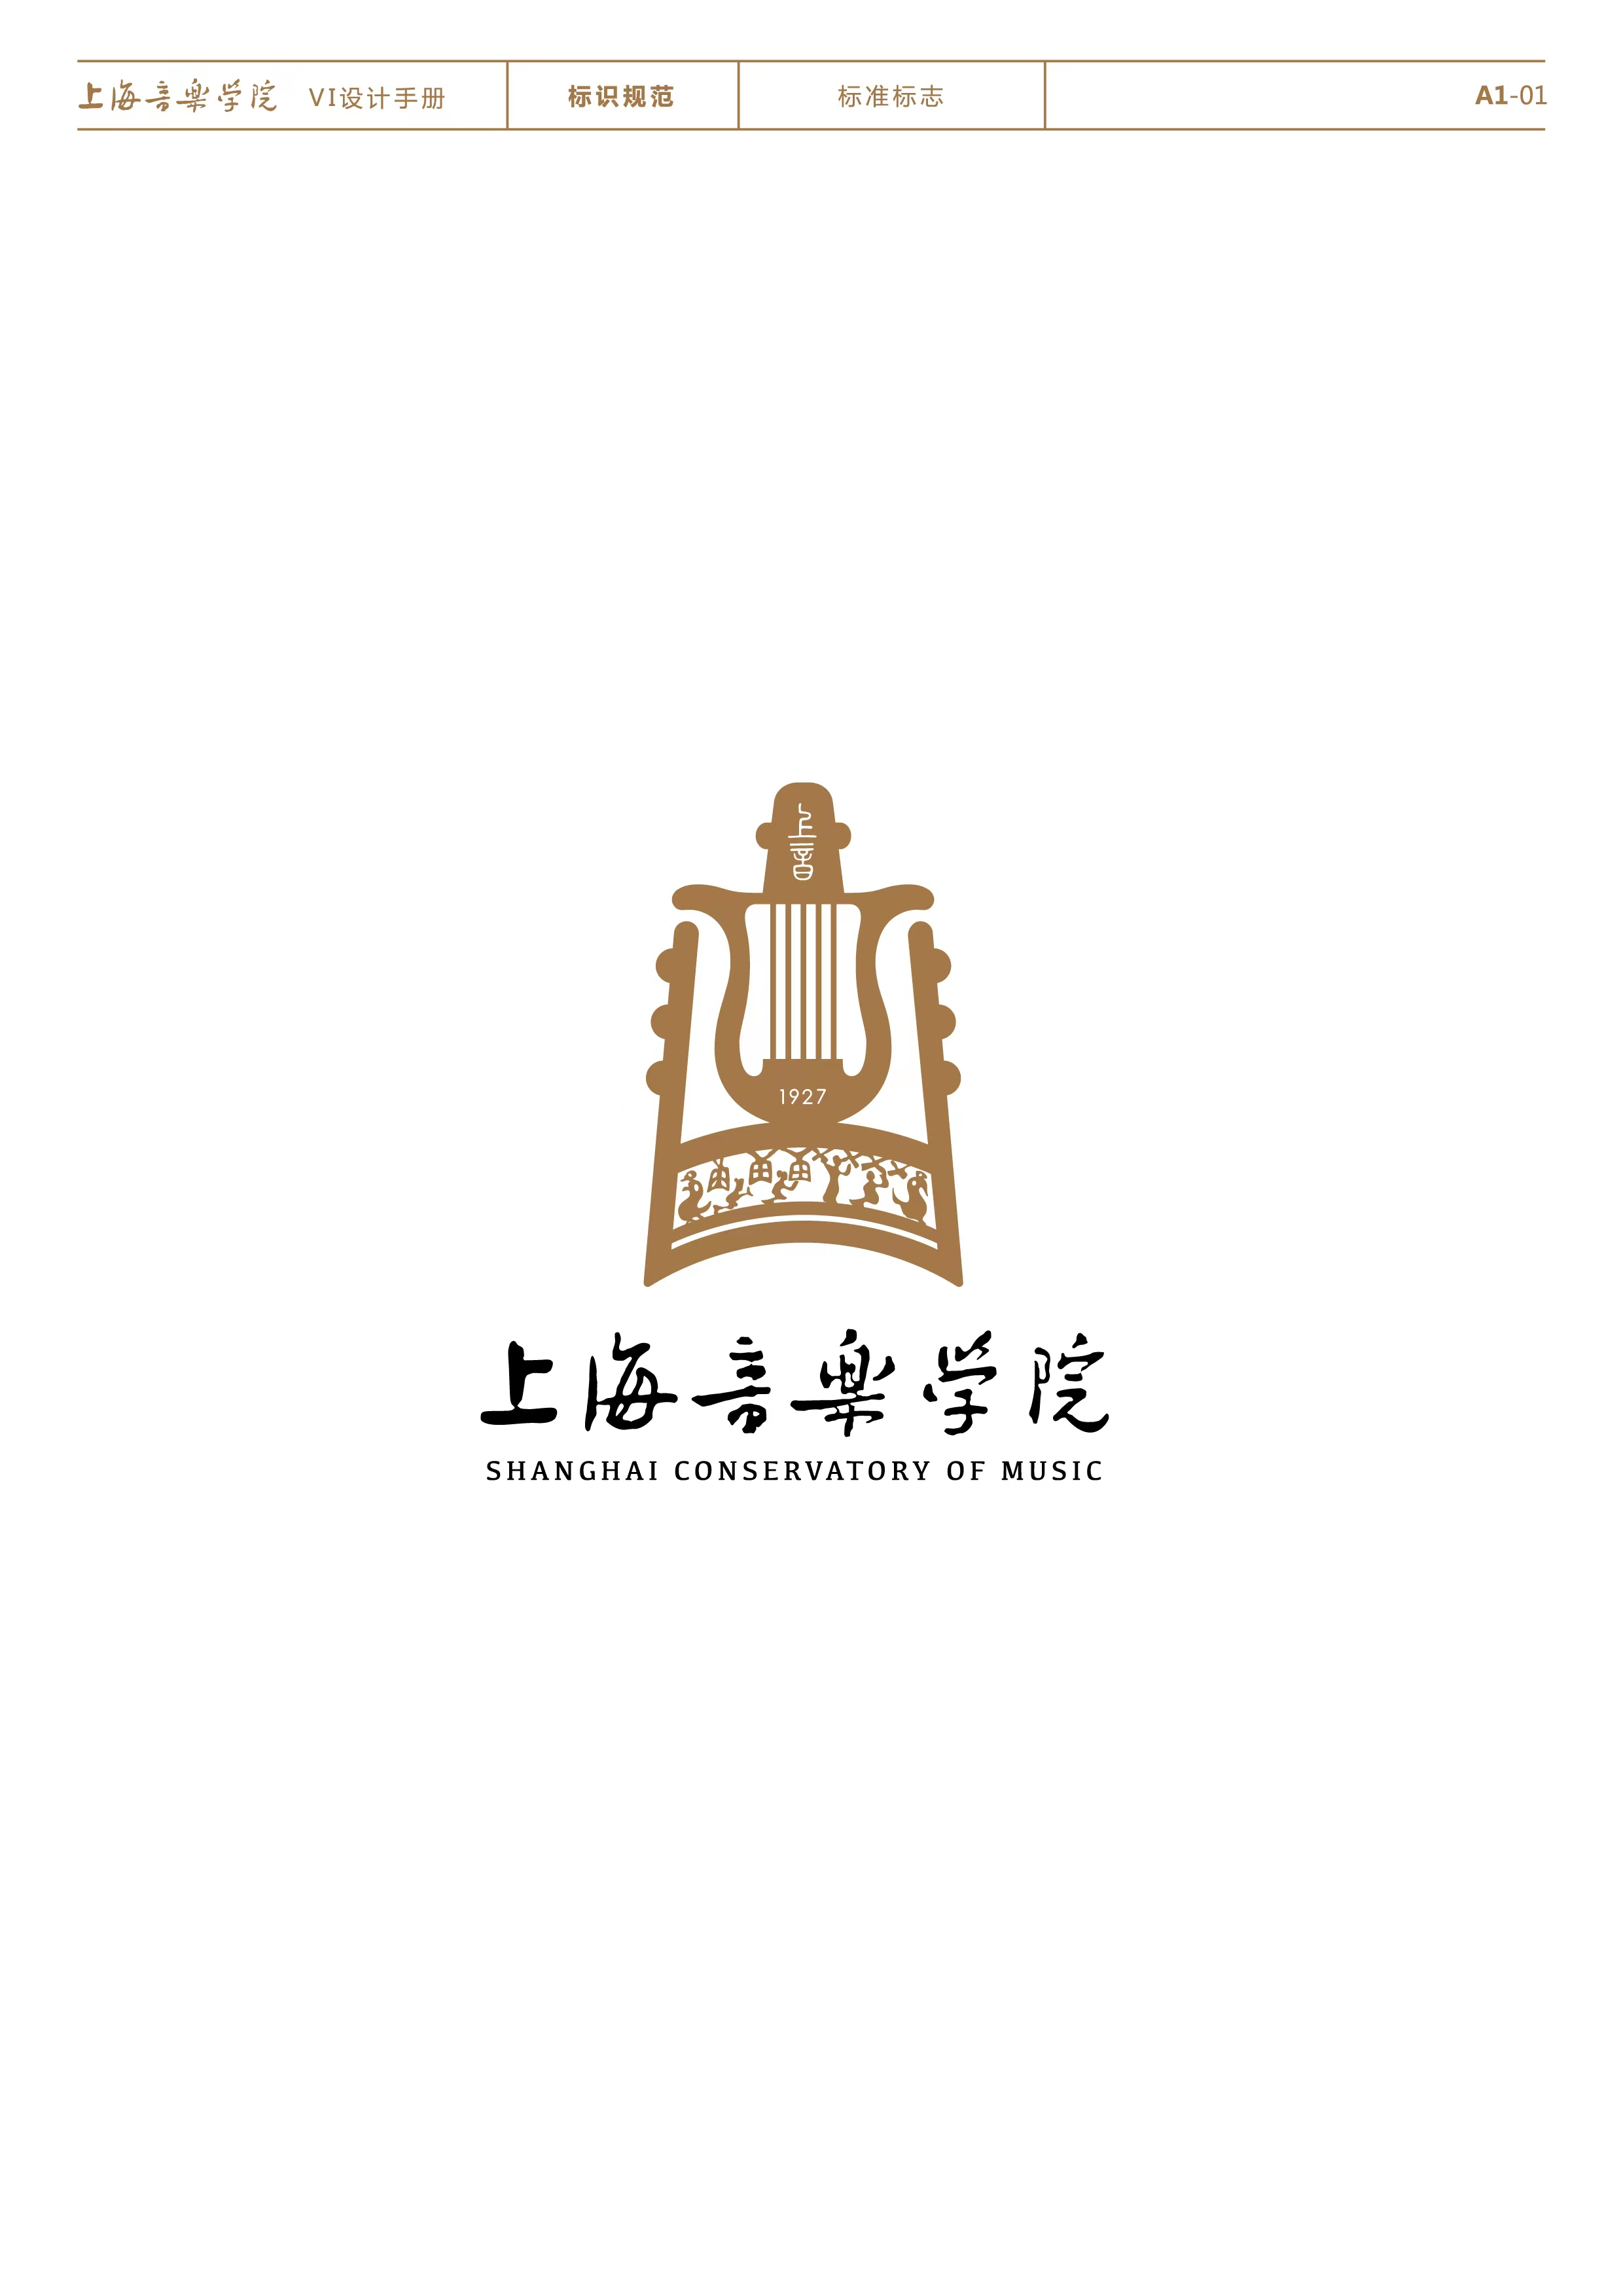 上海音樂学院 VI设计手册 标识规范 标准标志 A1-01
上音
1927
上海音樂学院
SHANGHAI CONSERVATORY OF MUSIC